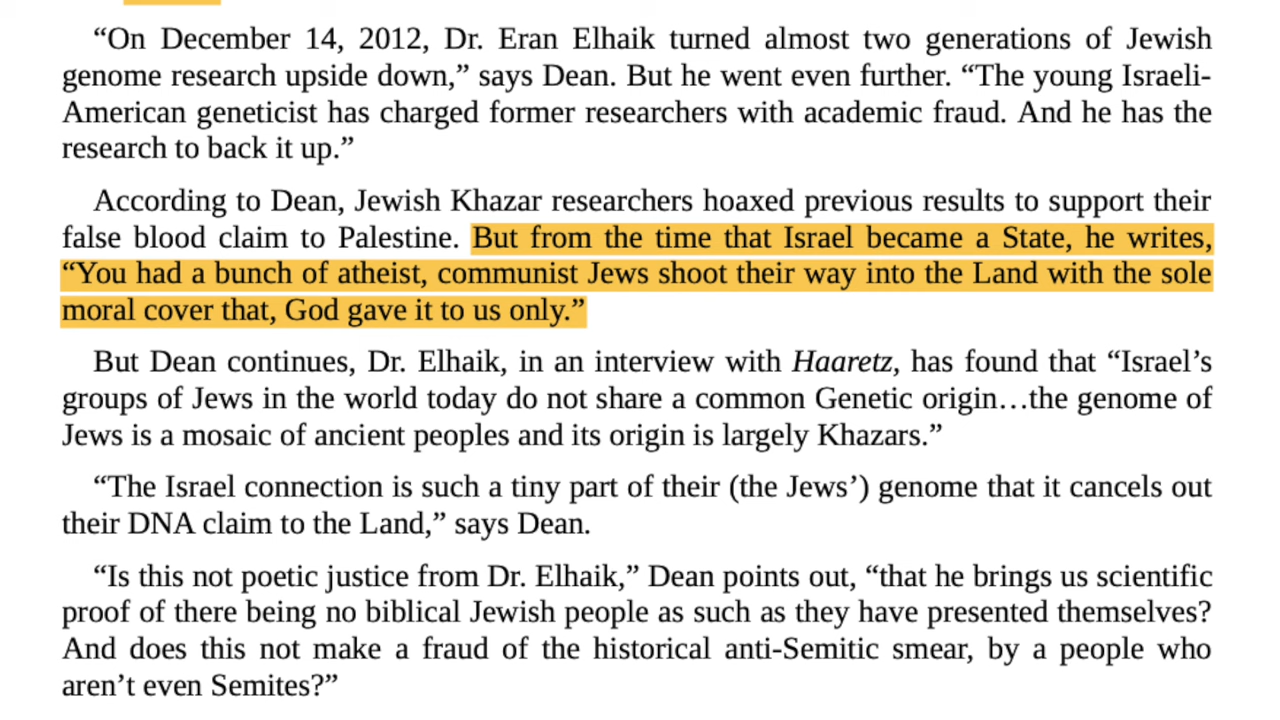 “On December 14, 2012, Dr. Eran Elhaik turned almost two generations of Jewish
genome research upside down,” says Dean. But he went even further. “The young Israeli-
American geneticist has charged former researchers with academic fraud. And he has the
research to back it up.”
According to Dean, Jewish Khazar researchers hoaxed previous results to support their
false blood claim to Palestine. But from the time that Israel became a State, he writes,
“You had a bunch of atheist, communist Jews shoot their way into the Land with the sole
moral cover that, God gave it to us only.”
But Dean continues, Dr. Elhaik, in an interview with Haaretz, has found that “Israel’s
groups of Jews in the world today do not share a common Genetic origin…the genome of
Jews is a mosaic of ancient peoples and its origin is largely Khazars.”
“The Israel connection is such a tiny part of their (the Jews’) genome that it cancels out
their DNA claim to the Land,” says Dean.
“Is this not poetic justice from Dr. Elhaik,” Dean points out, “that he brings us scientific
proof of there being no biblical Jewish people as such as they have presented themselves?
And does this not make a fraud of the historical anti-Semitic smear, by a people who
aren’t even Semites?”